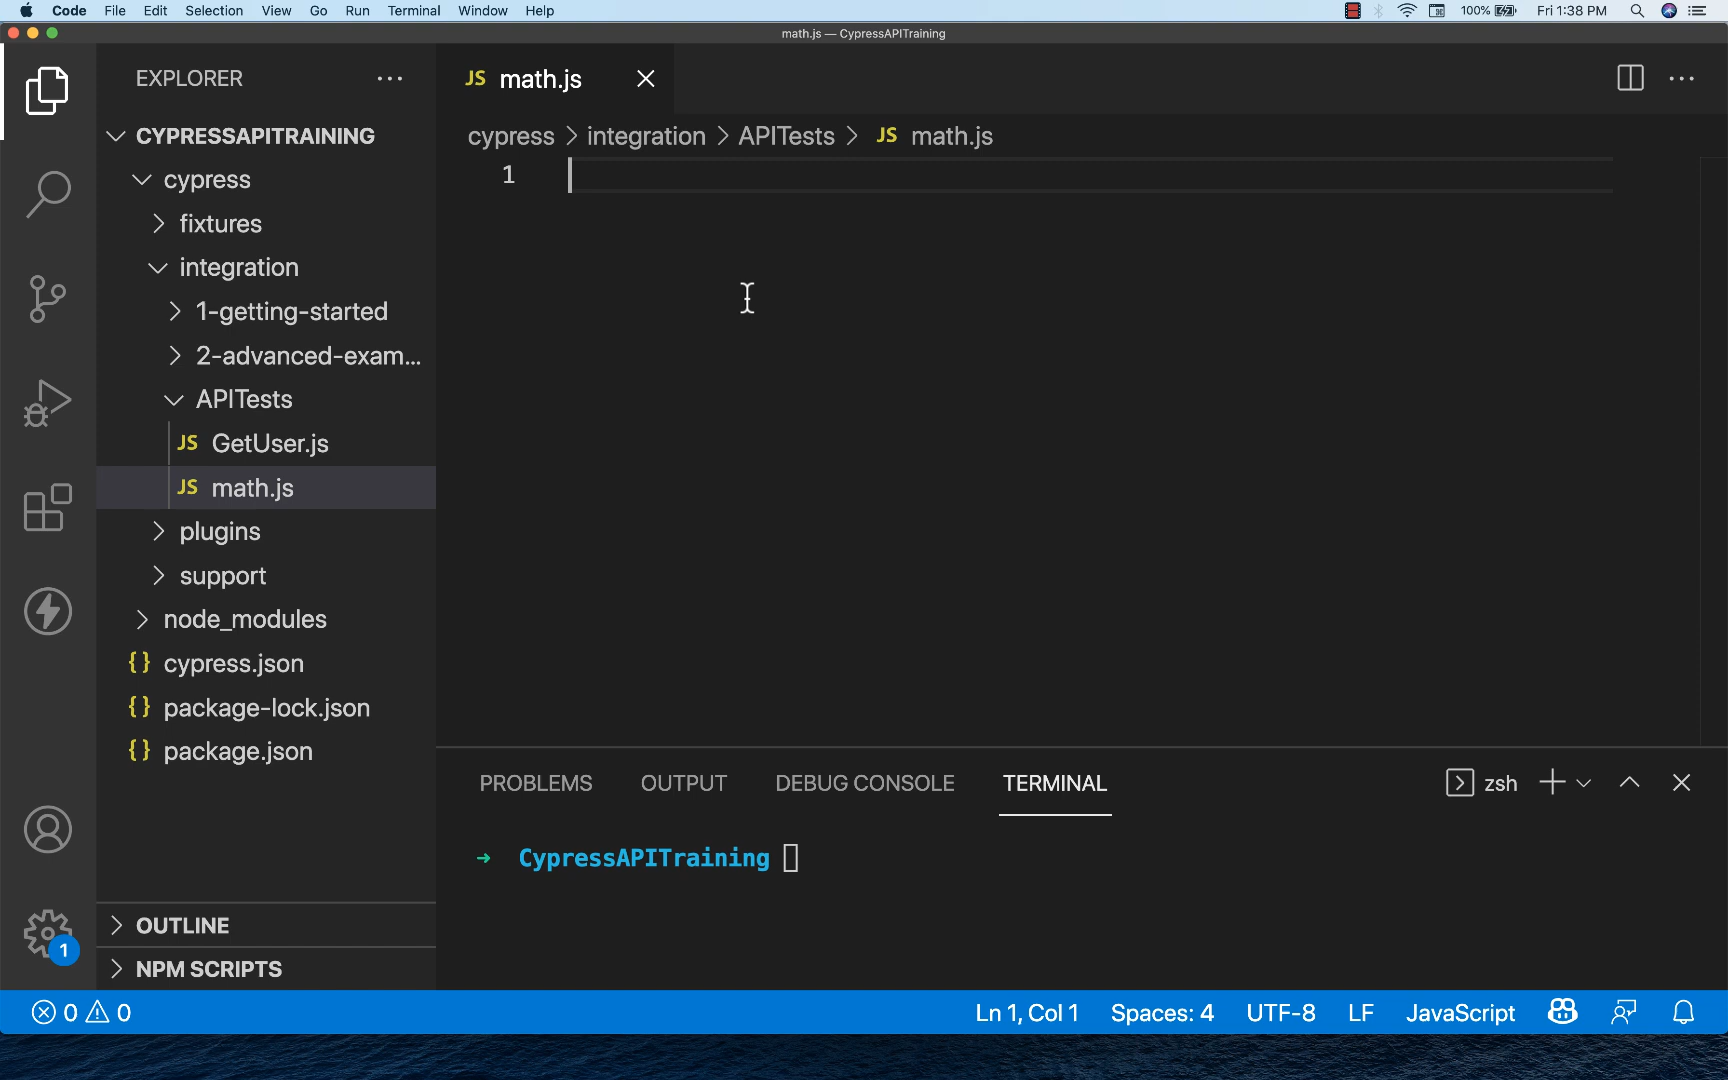 Code File Edit Selection View Go Run Terminal Window Help 100% Fri 1:38 PM
math.js — CypressAPITraining
EXPLORER ···
JS math.js
CYPRESSAPITRAINING
cypress > integration > APITests > JS math.js
cypress
1
fixtures
integration
1-getting-started
2-advanced-exam...
APITests
JS GetUser.js
JS math.js
plugins
support
node_modules
{} cypress.json
{} package-lock.json
{} package.json
PROBLEMS OUTPUT DEBUG CONSOLE TERMINAL zsh
→ CypressAPITraining
OUTLINE
1
NPM SCRIPTS
0 0 Ln 1, Col 1 Spaces: 4 UTF-8 LF JavaScript